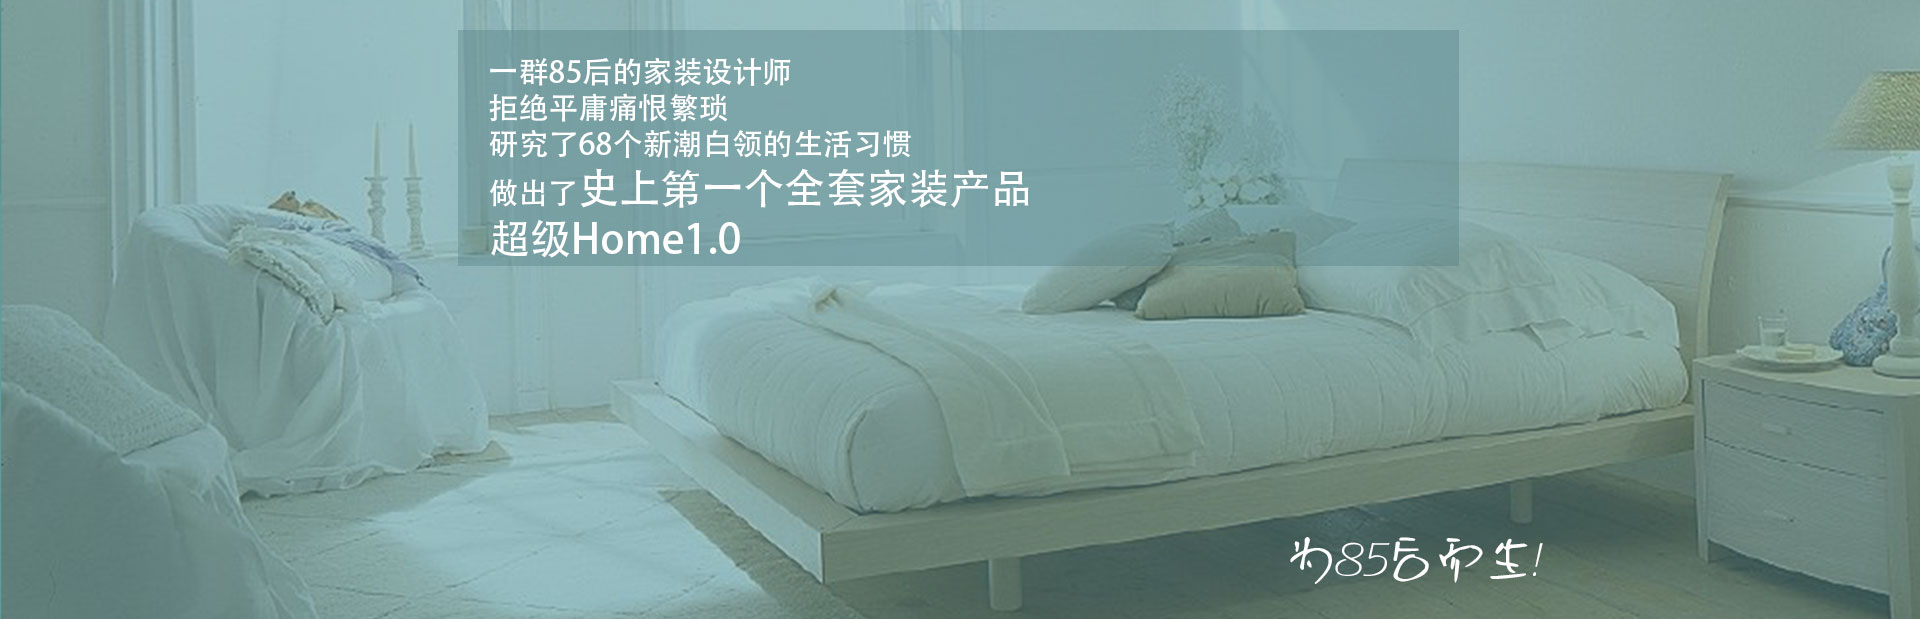 一群85后的家装设计师
拒绝平庸痛恨繁琐
研究了68个新潮白领的生活习惯
做出了史上第一个全套家装产品
超级Home1.0
为85后而生!